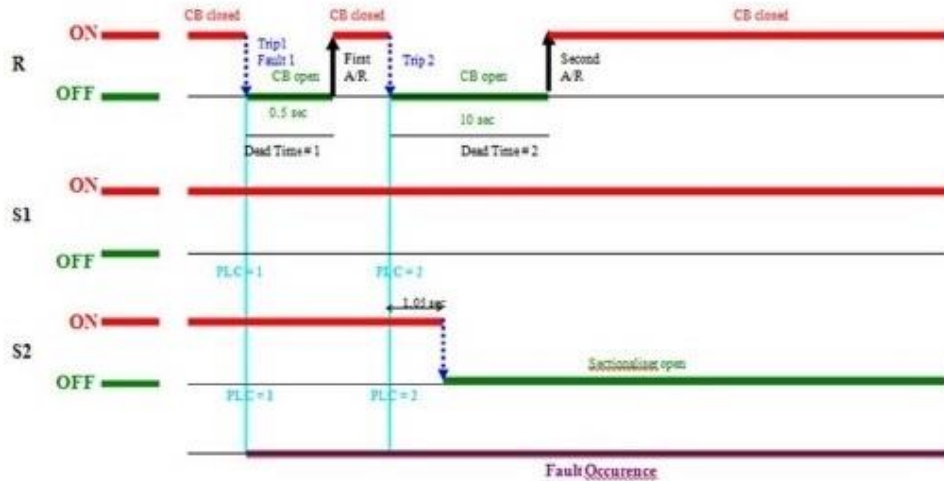 CB closed
CB closed
CB closed
ON
R
OFF
Trip1
Fault 1
CB open
First
A/R
Trip 2
CB open
Second
A/R
0.5 sec
10 sec
Dead Time # 1
Dead Time # 2
ON
S1
OFF
PLC = 1
PLC = 2
1.05 sec
ON
S2
OFF
Sectionaliser open
PLC = 1
PLC = 2
Fault Occurence